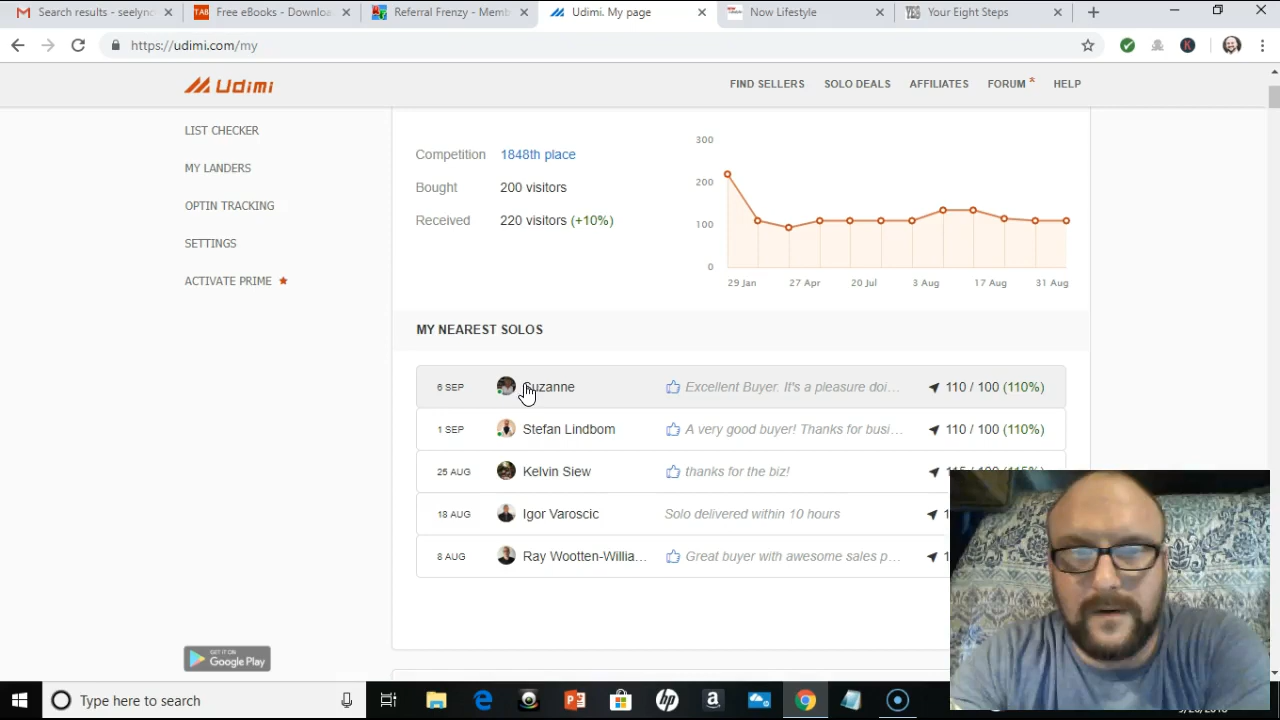 Search results - seelync
Free eBooks - Downloa
Referral Frenzy - Memb
Udimi. My page
Now Lifestyle
Your Eight Steps
https://udimi.com/my
Udimi
FIND SELLERS
SOLO DEALS
AFFILIATES
FORUM
HELP
LIST CHECKER
MY LANDERS
OPTIN TRACKING
SETTINGS
ACTIVATE PRIME
Competition 1848th place
Bought 200 visitors
Received 220 visitors (+10%)
300
200
100
0
29 Jan 27 Apr 20 Jul 3 Aug 17 Aug 31 Aug
MY NEAREST SOLOS
6 SEP Suzanne Excellent Buyer. It's a pleasure doi... 110 / 100 (110%)
1 SEP Stefan Lindbom A very good buyer! Thanks for busi... 110 / 100 (110%)
25 AUG Kelvin Siew thanks for the biz! 115 / 100 (115%)
18 AUG Igor Varoscic Solo delivered within 10 hours 1
8 AUG Ray Wootten-Willia... Great buyer with awesome sales p... 1
GET IT ON
Google Play
Type here to search